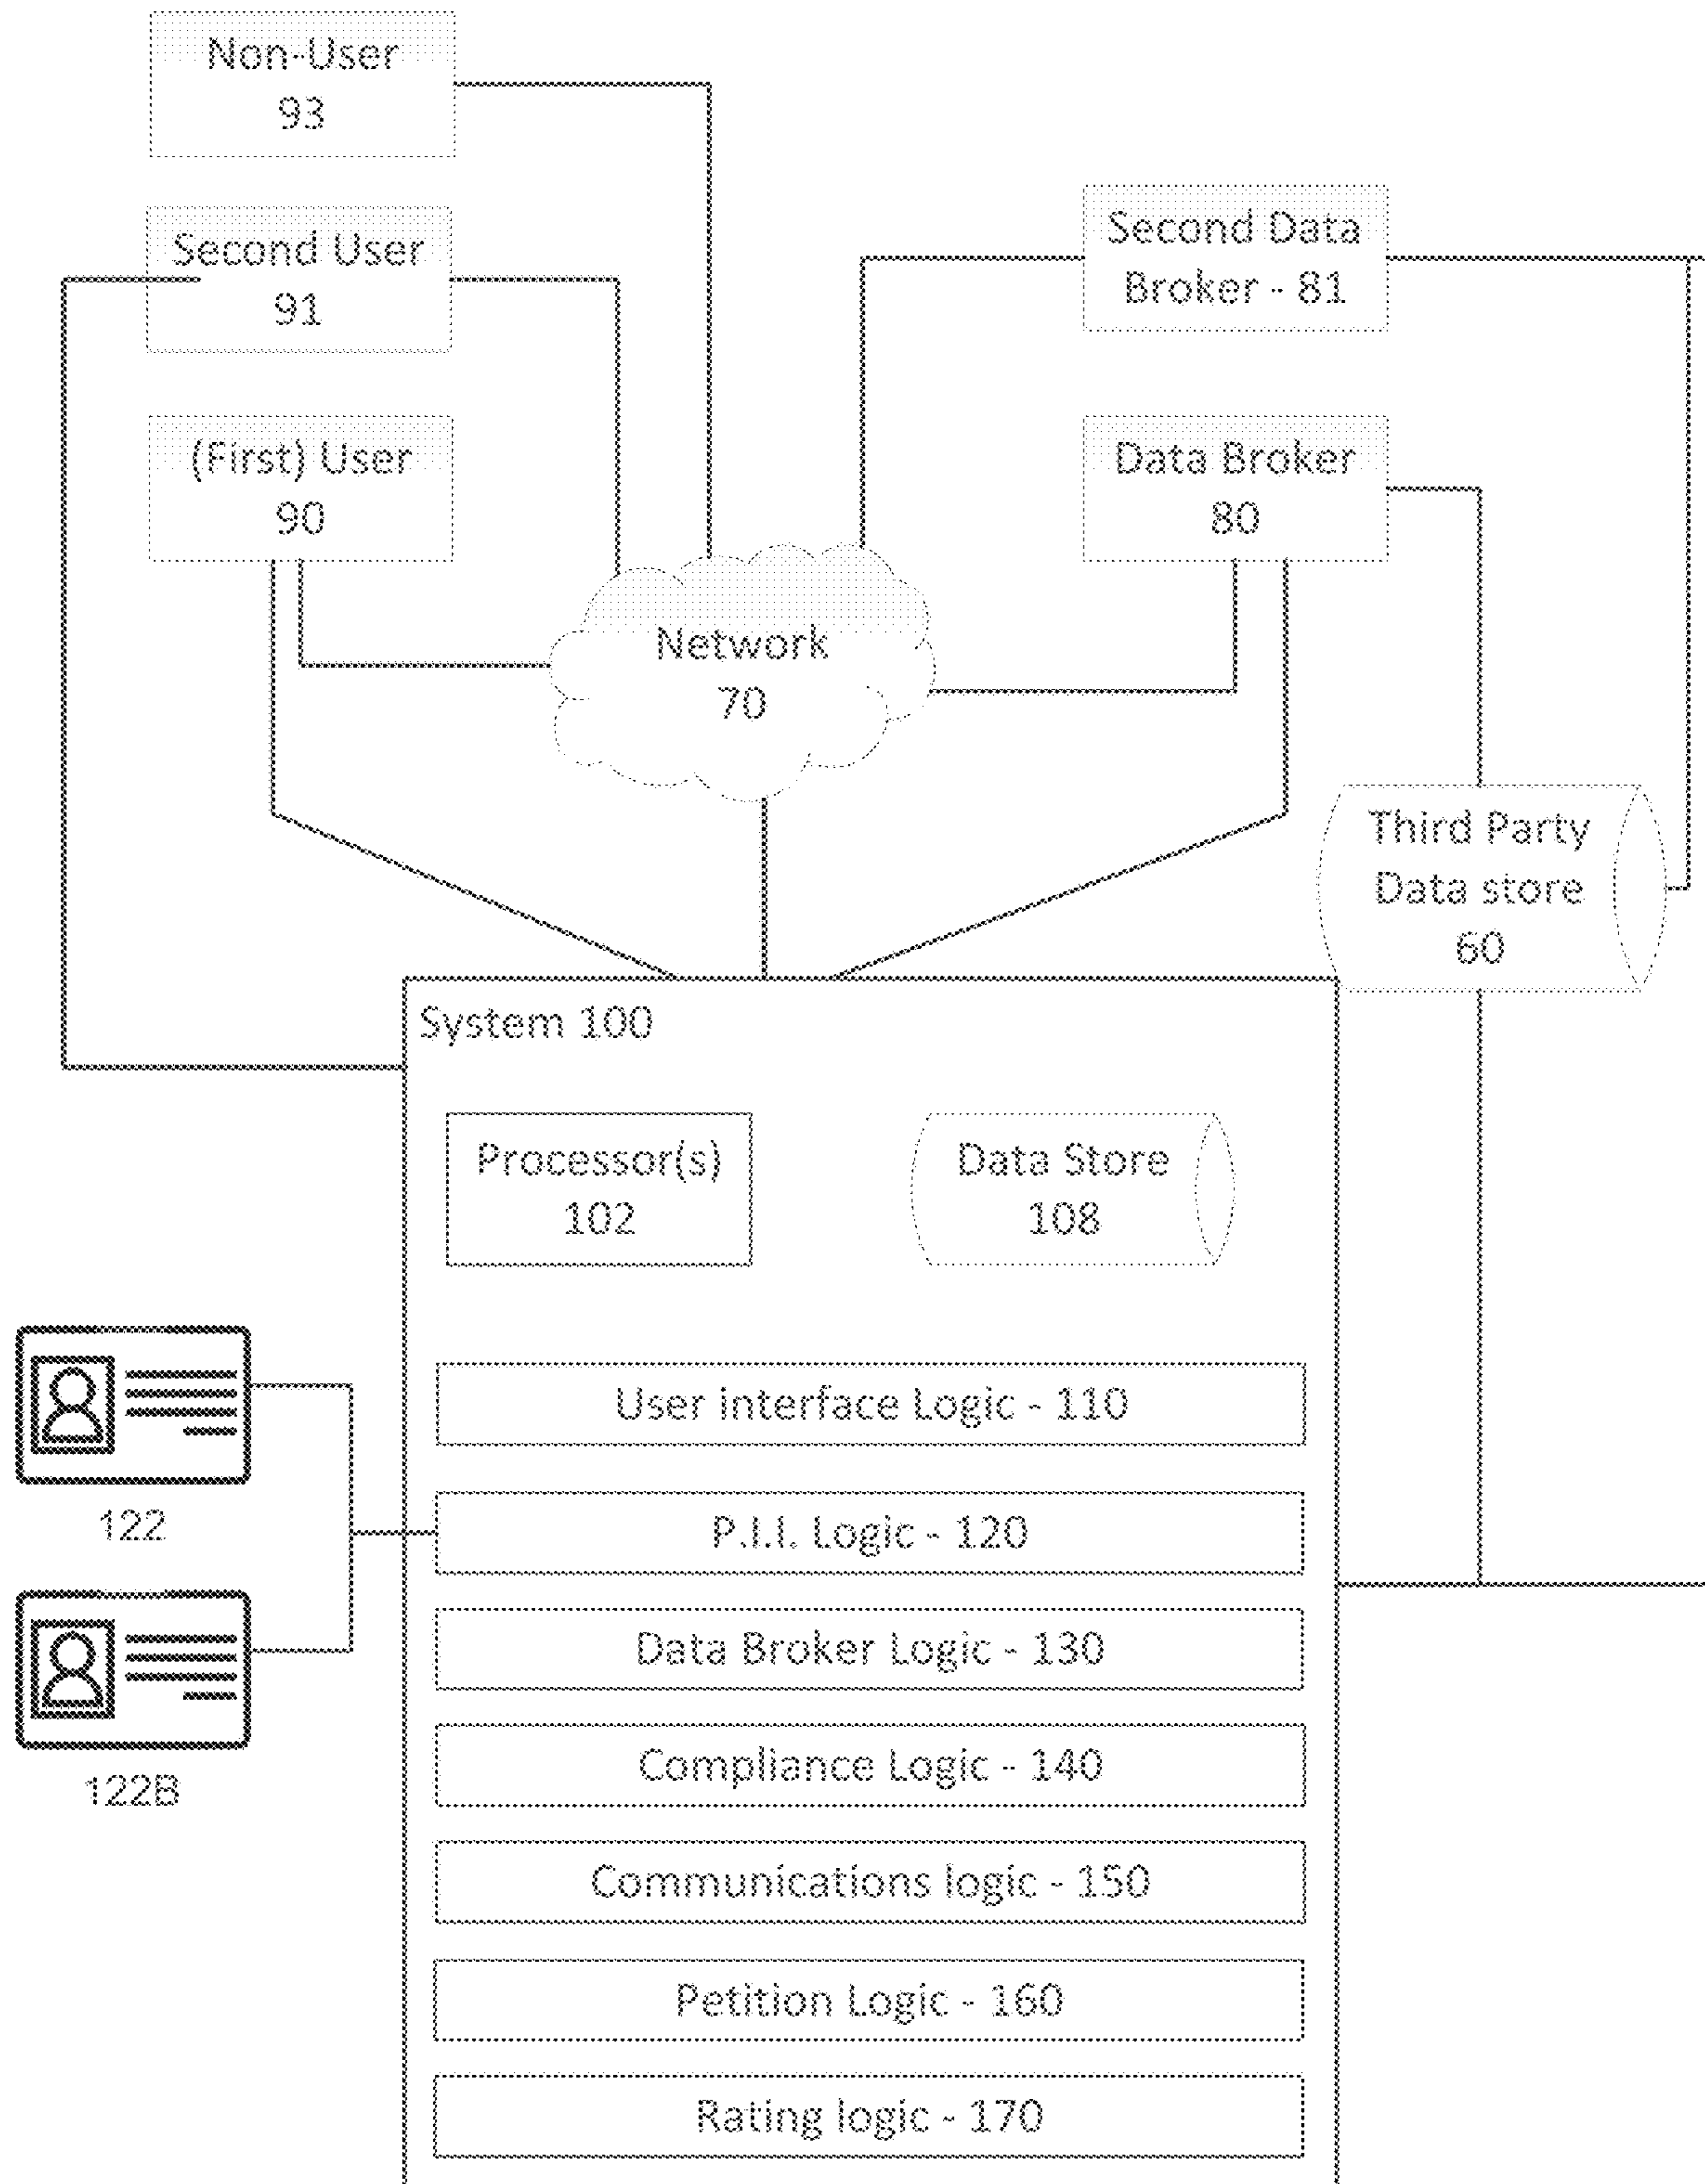 Non-User
93
Second User
91
Second Data
Broker - 81
(First) User
90
Data Broker
80
Network
70
Third Party
Data store
60
System 100
Processor(s)
102
Data Store
108
User interface Logic - 110
122
P.I.I. Logic - 120
Data Broker Logic - 130
122B
Compliance Logic - 140
Communications logic - 150
Petition Logic - 160
Rating logic - 170